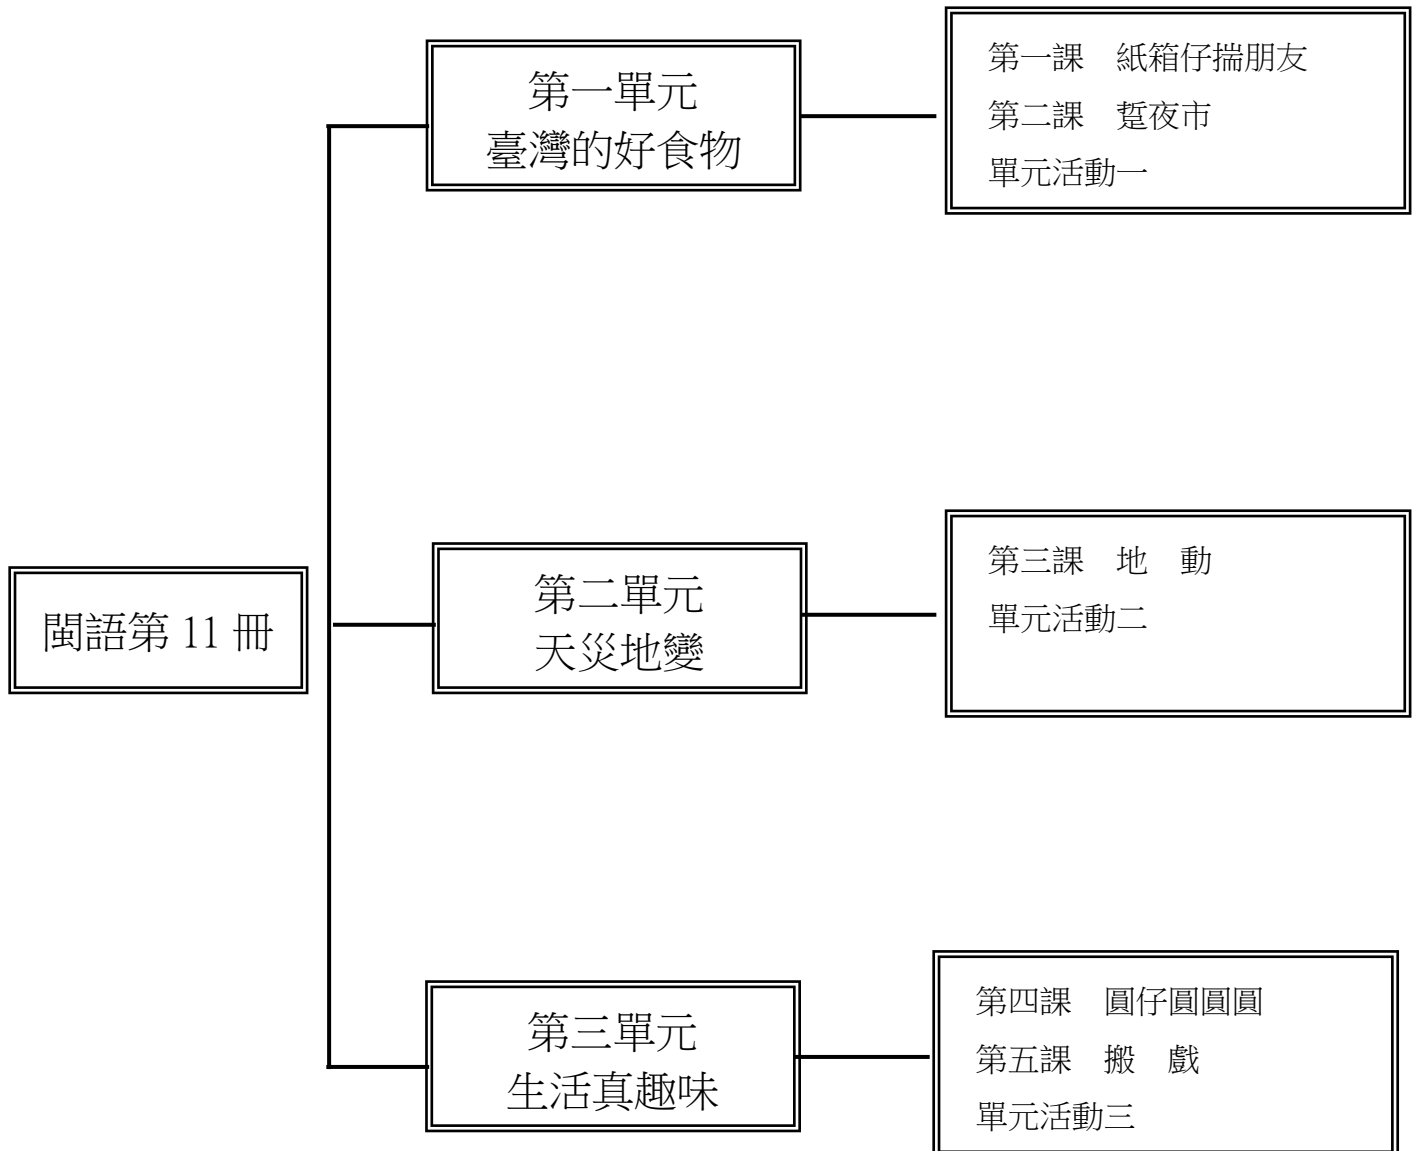 第一單元
臺灣的好食物
第一課 紙箱仔揣朋友
第二課 踅夜市
單元活動一
閩語第 11 冊
第二單元
天災地變
第三課 地 動
單元活動二
第三單元
生活真趣味
第四課 圓仔圓圓圓
第五課 搬 戲
單元活動三